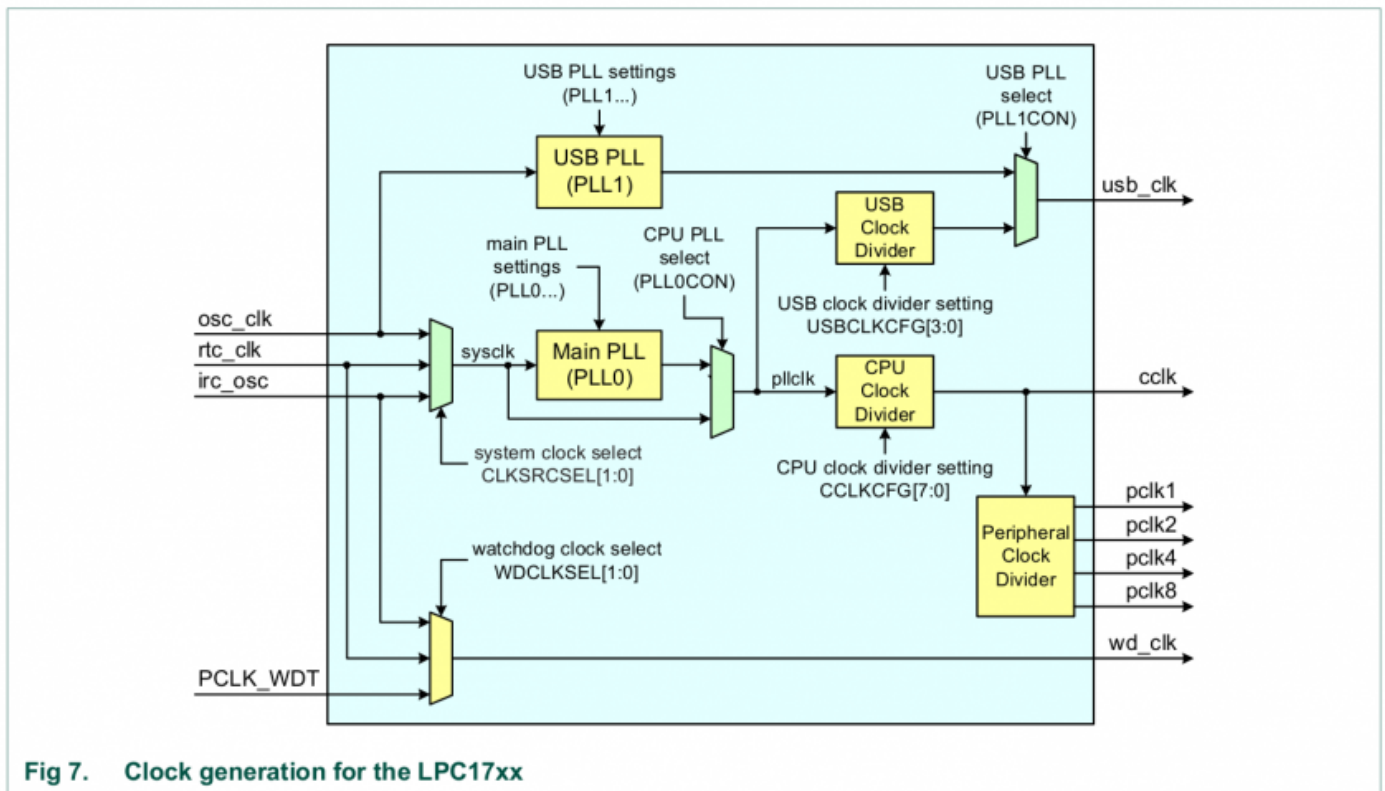 USB PLL settings
(PLL1...)
USB PLL
select
(PLL1CON)
USB PLL
(PLL1)
usb_clk
USB
Clock
Divider
main PLL
settings
(PLL0...)
CPU PLL
select
(PLL0CON)
USB clock divider setting
USBCLKCFG[3:0]
osc_clk
rtc_clk
irc_osc
sysclk
Main PLL
(PLL0)
pllclk
CPU
Clock
Divider
cclk
system clock select
CLKSRCSEL[1:0]
CPU clock divider setting
CCLKCFG[7:0]
Peripheral
Clock
Divider
pclk1
pclk2
pclk4
pclk8
watchdog clock select
WDCLKSEL[1:0]
wd_clk
PCLK_WDT
Fig 7. Clock generation for the LPC17xx